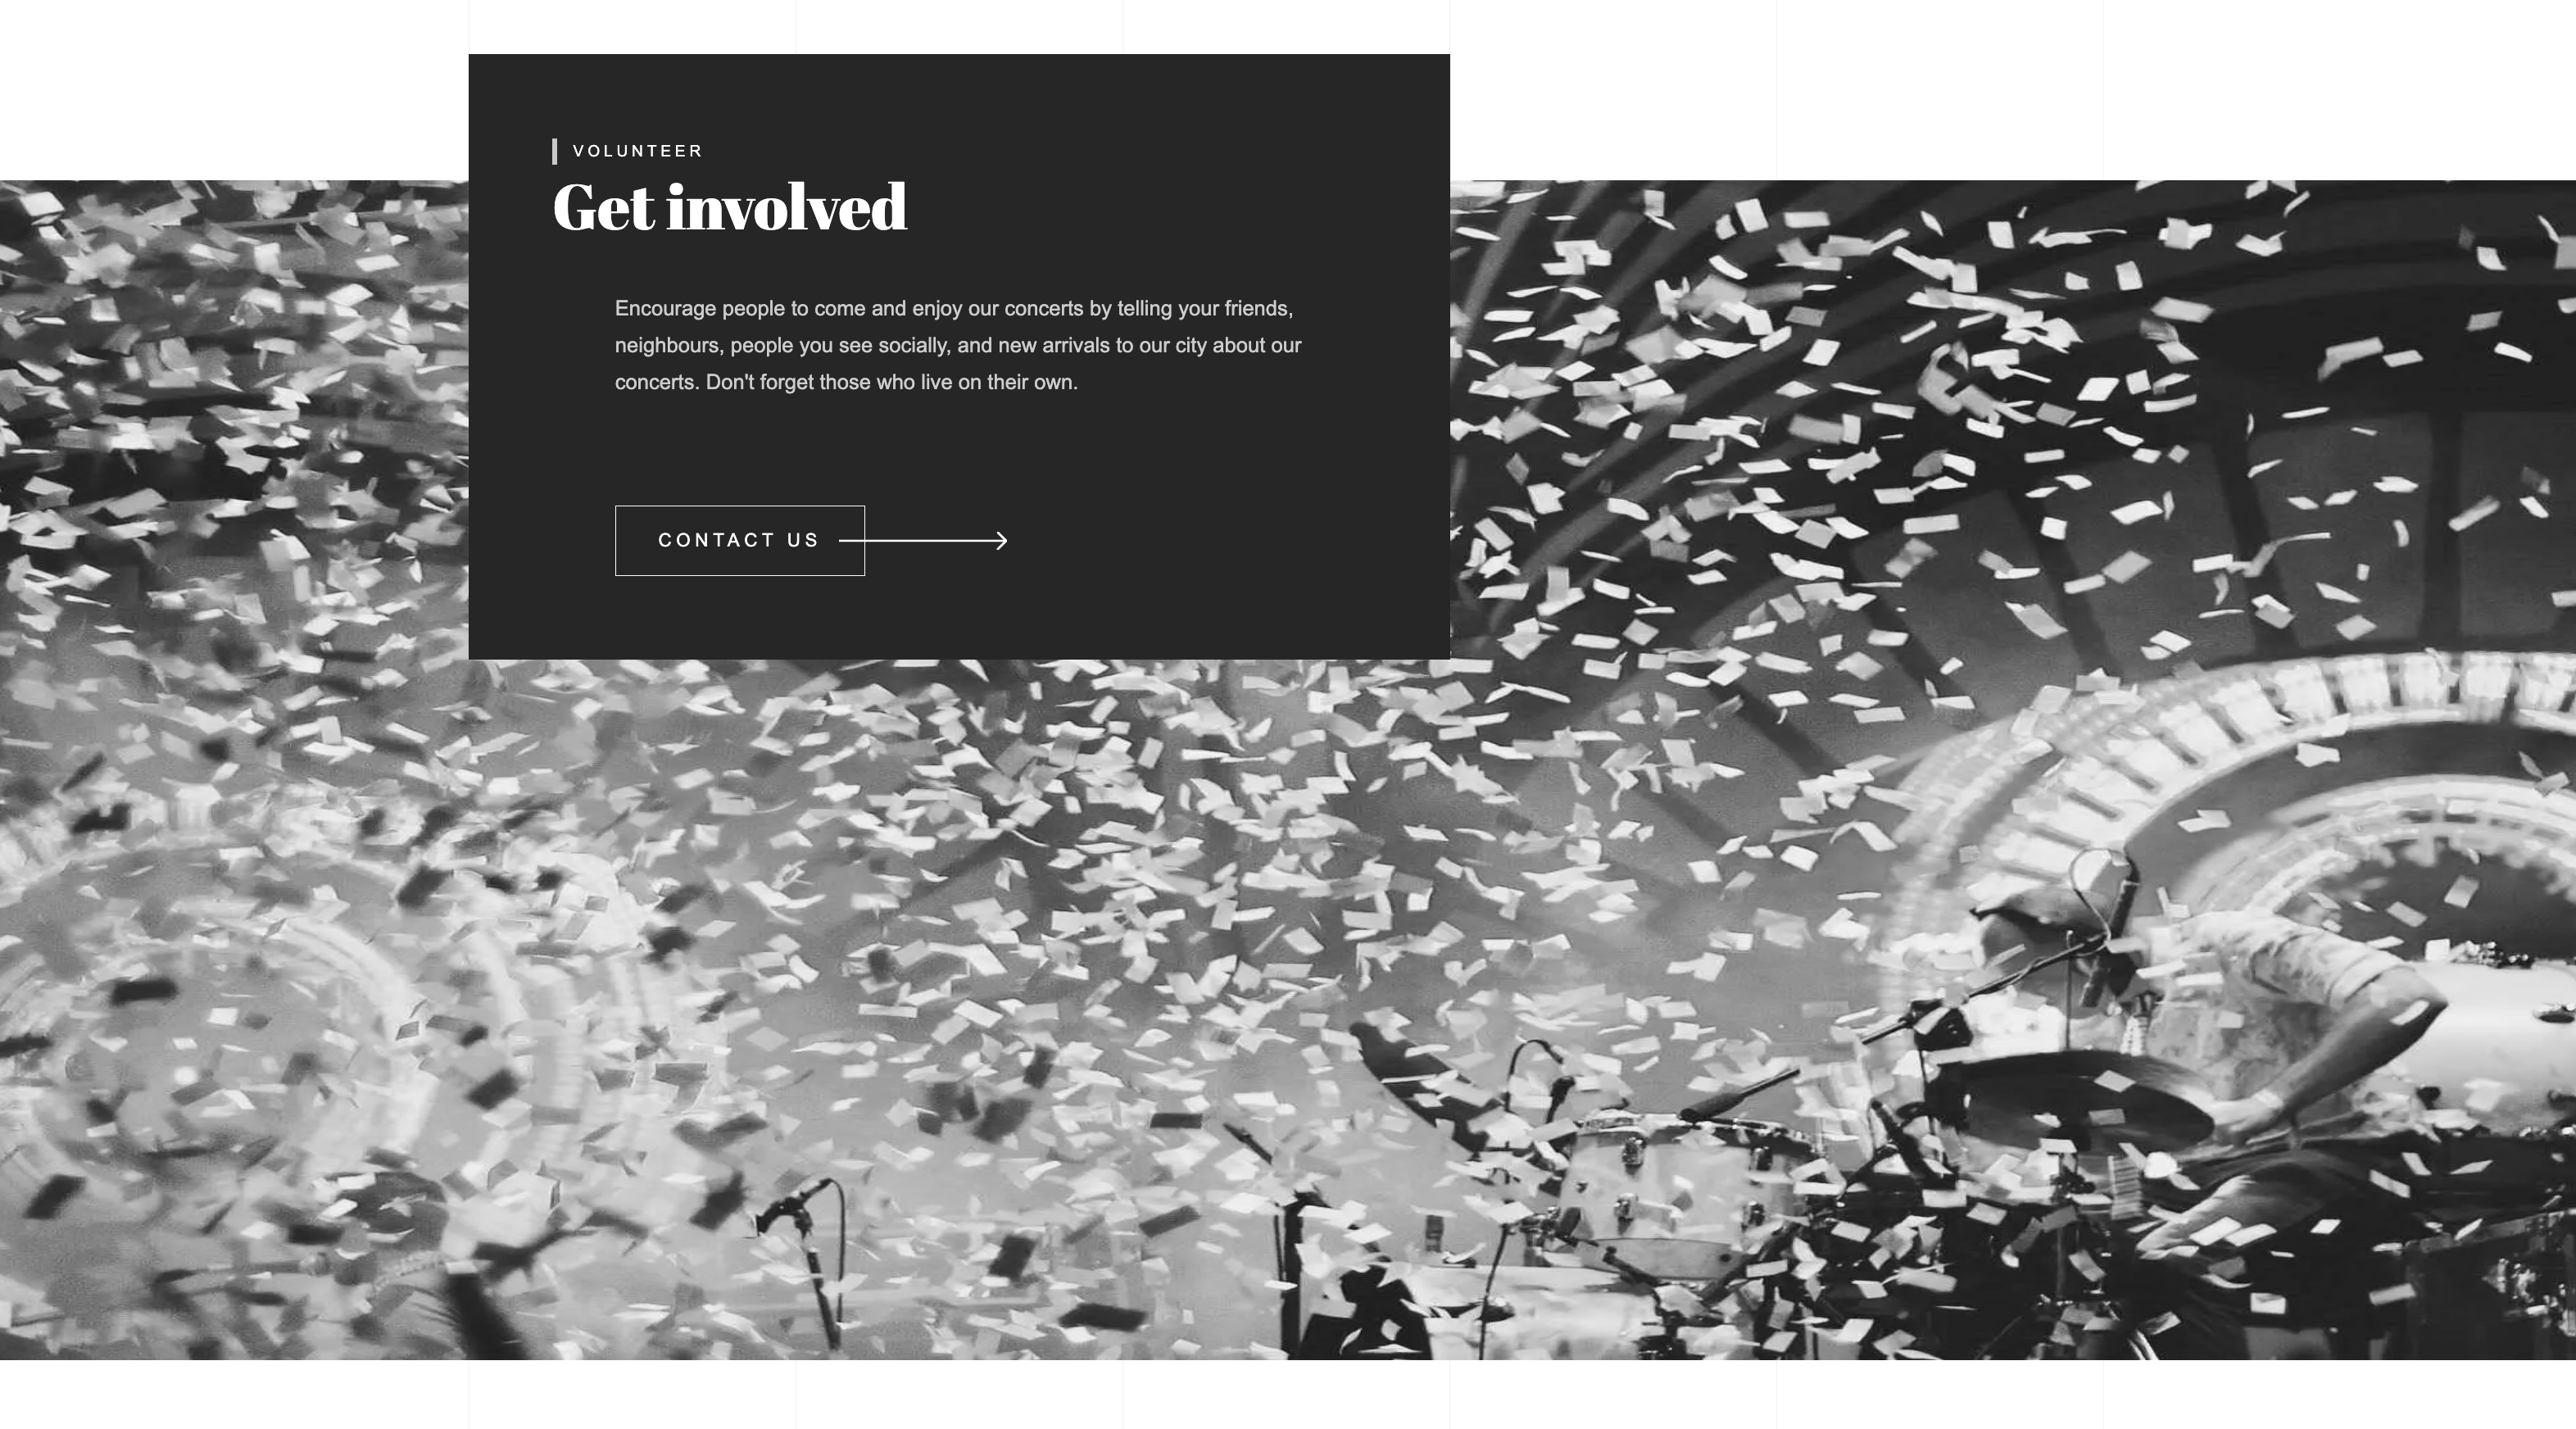 VOLUNTEER
Get involved
Encourage people to come and enjoy our concerts by telling your friends,
neighbours, people you see socially, and new arrivals to our city about our
concerts. Don't forget those who live on their own.
CONTACT US